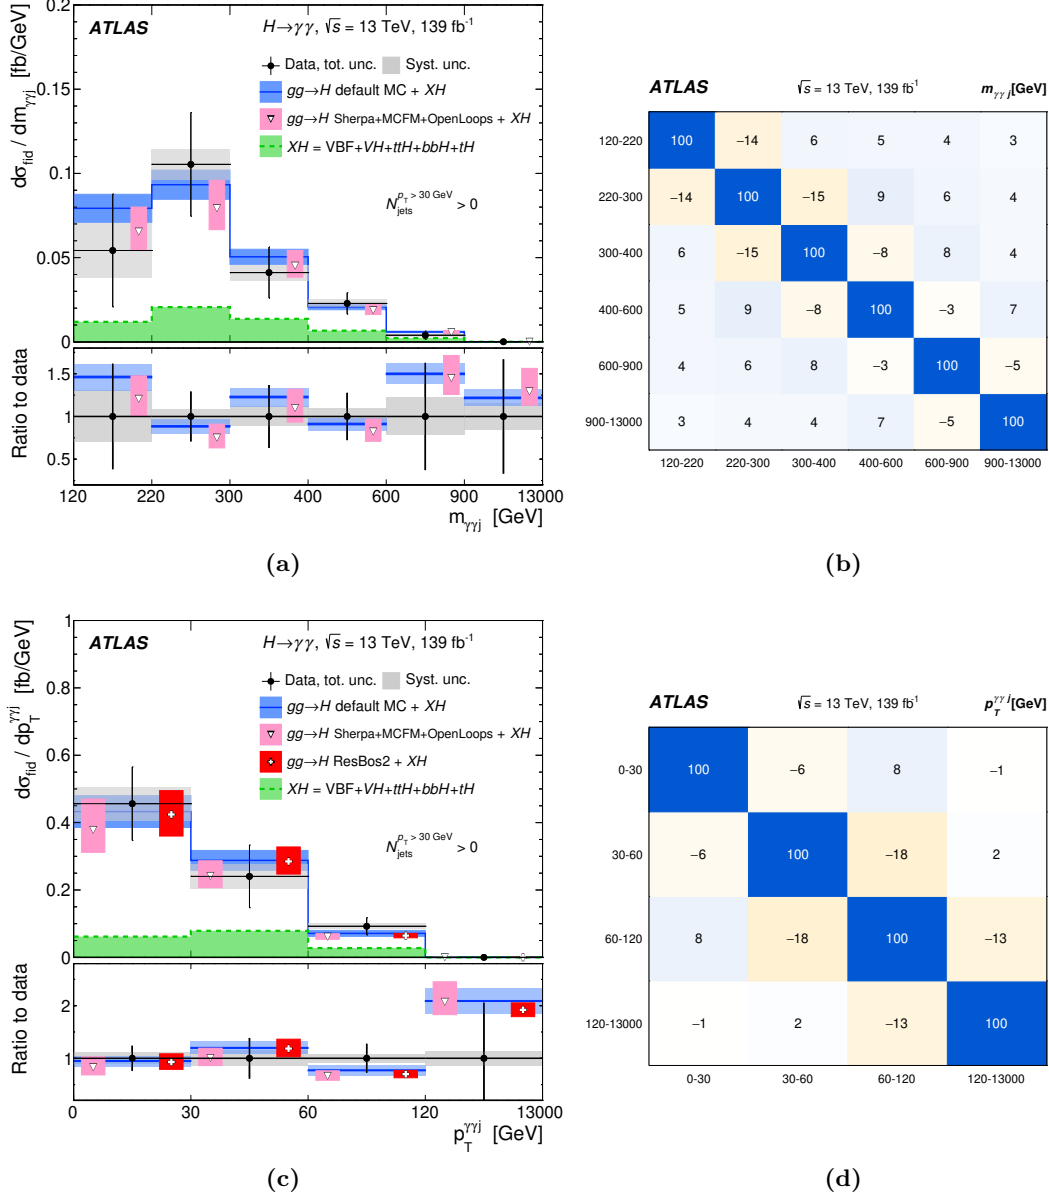 ATLAS H→γγ, √s = 13 TeV, 139 fb⁻¹
Data, tot. unc. Syst. unc.
gg→H default MC + XH
gg→H Sherpa+MCFM+OpenLoops + XH
XH = VBF+VH+ttH+bbH+tH
N_jets^{p_T > 30 GeV} > 0
dσ_fid / dm_γγj [fb/GeV]
0.2
0.15
0.1
0.05
0
Ratio to data
1.5
1
0.5
120 220 300 400 600 900 13000
m_γγj [GeV]
(a)
ATLAS √s = 13 TeV, 139 fb⁻¹ m_γγj [GeV]
120-220 100 −14 6 5 4 3
220-300 −14 100 −15 9 6 4
300-400 6 −15 100 −8 8 4
400-600 5 9 −8 100 −3 7
600-900 4 6 8 −3 100 −5
900-13000 3 4 4 7 −5 100
120-220 220-300 300-400 400-600 600-900 900-13000
(b)
ATLAS H→γγ, √s = 13 TeV, 139 fb⁻¹
Data, tot. unc. Syst. unc.
gg→H default MC + XH
gg→H Sherpa+MCFM+OpenLoops + XH
gg→H ResBos2 + XH
XH = VBF+VH+ttH+bbH+tH
N_jets^{p_T > 30 GeV} > 0
dσ_fid / dp_T^γγj [fb/GeV]
1
0.8
0.6
0.4
0.2
0
Ratio to data
2
1
0 30 60 120 13000
p_T^γγj [GeV]
(c)
ATLAS √s = 13 TeV, 139 fb⁻¹ p_T^γγj [GeV]
0-30 100 −6 8 −1
30-60 −6 100 −18 2
60-120 8 −18 100 −13
120-13000 −1 2 −13 100
0-30 30-60 60-120 120-13000
(d)